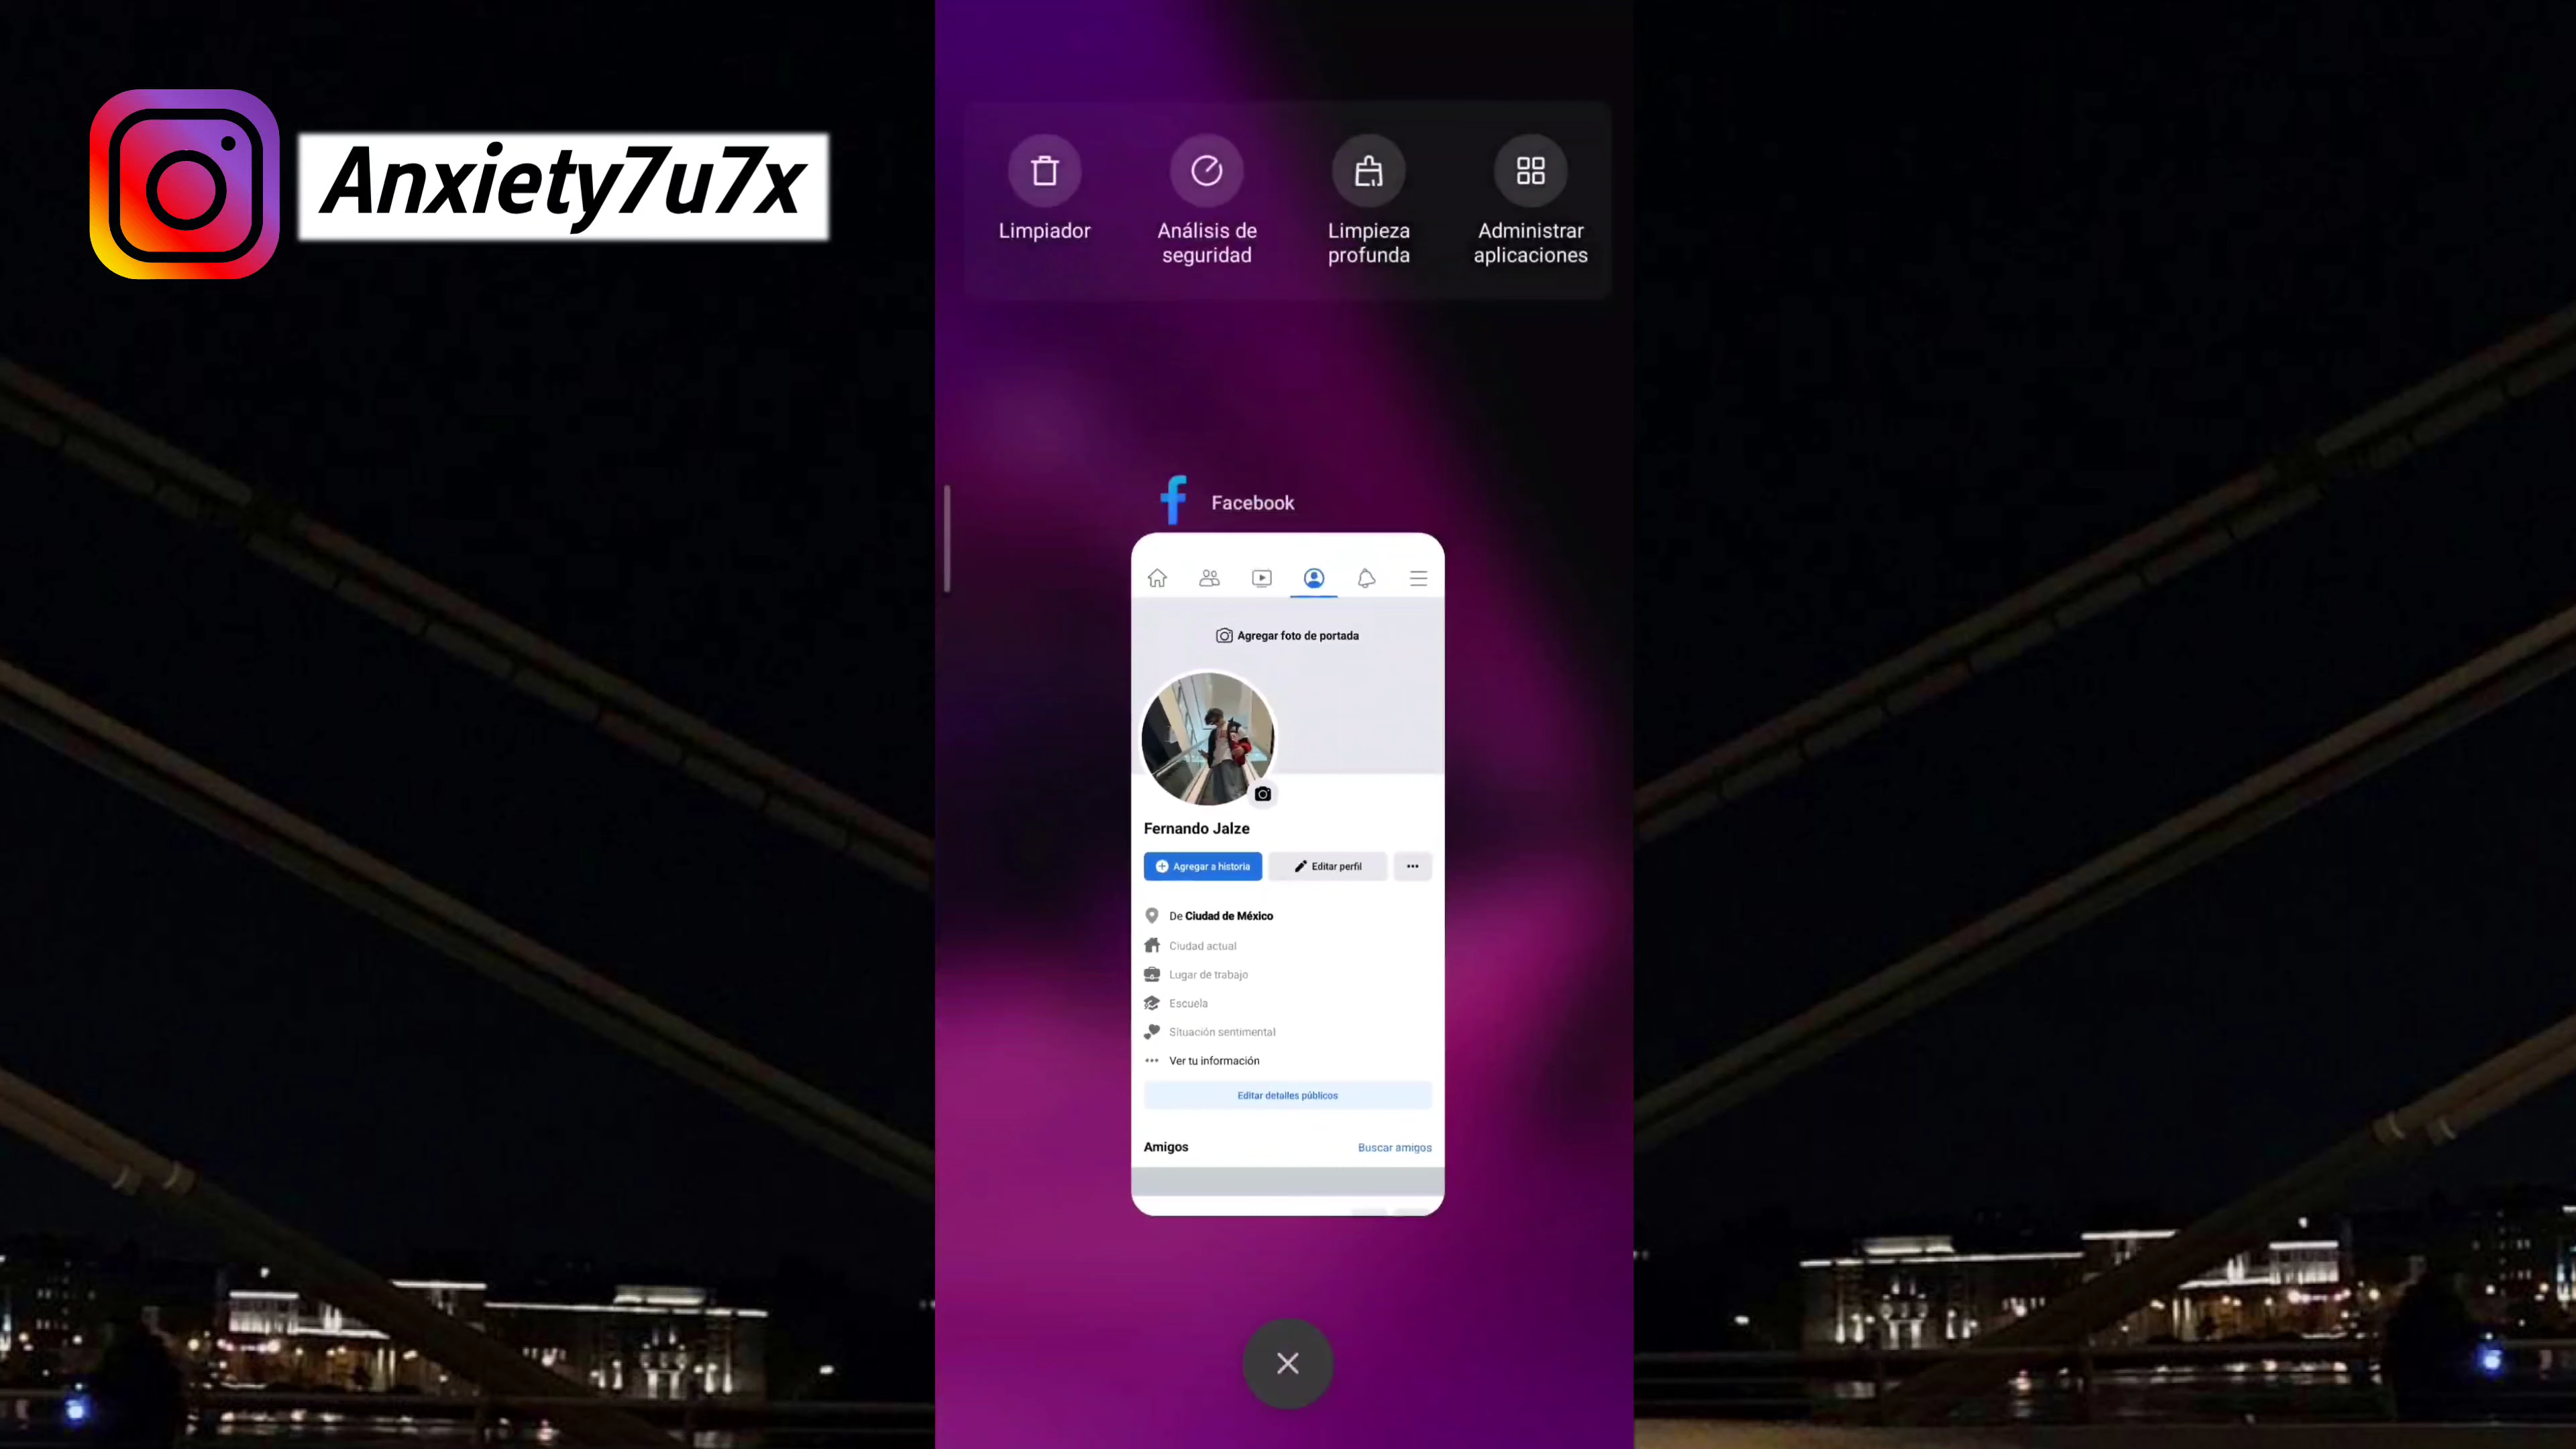 Anxiety7u7x
Limpiador
Análisis de
seguridad
Limpieza
profunda
Administrar
aplicaciones
Facebook
Agregar foto de portada
Fernando Jalze
Agregar a historia
Editar perfil
De Ciudad de México
Ciudad actual
Lugar de trabajo
Escuela
Situación sentimental
Ver tu información
Editar detalles públicos
Amigos
Buscar amigos